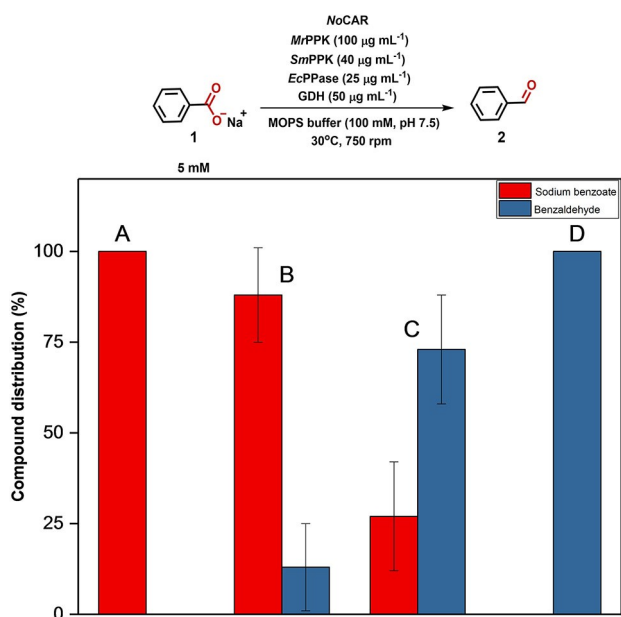 NoCAR
MrPPK (100 µg mL⁻¹)
SmPPK (40 µg mL⁻¹)
EcPPase (25 µg mL⁻¹)
GDH (50 µg mL⁻¹)
O
O⁻
Na⁺
O
MOPS buffer (100 mM, pH 7.5)
30°C, 750 rpm
1
2
5 mM
Sodium benzoate
Benzaldehyde
A
B
C
D
Compound distribution (%)
100
75
50
25
0